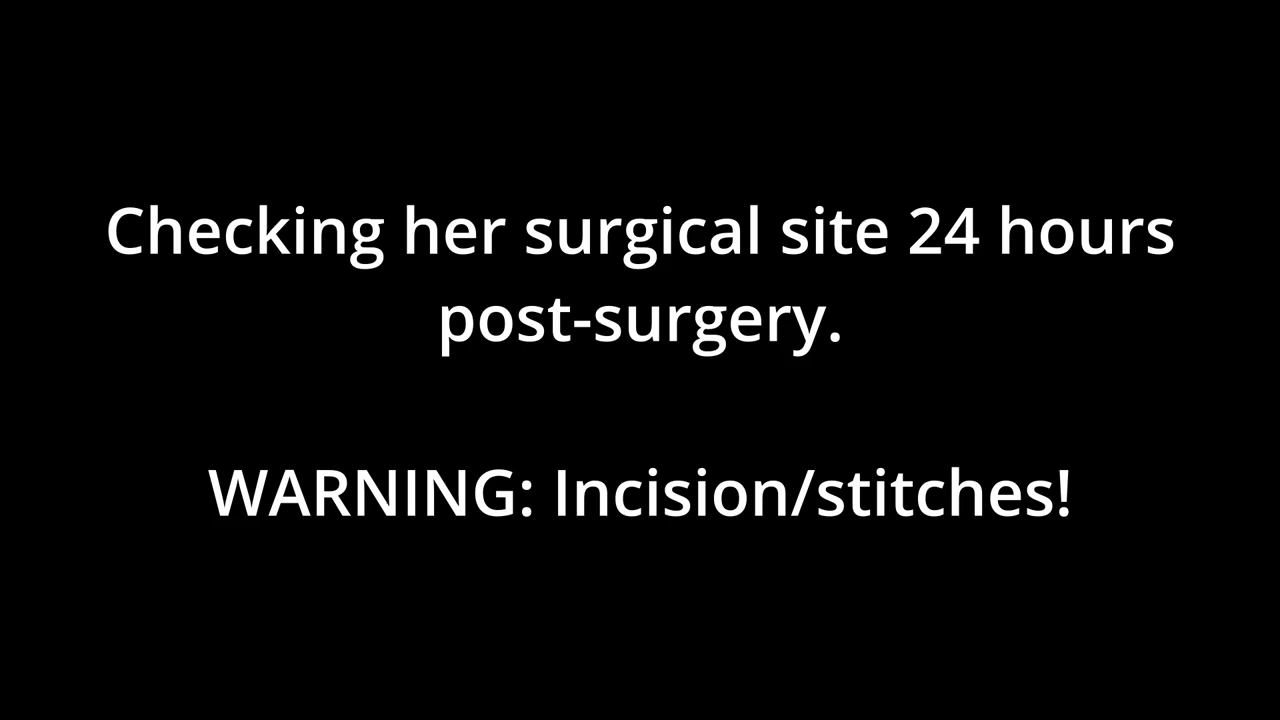 Checking her surgical site 24 hours
post-surgery.
WARNING: Incision/stitches!